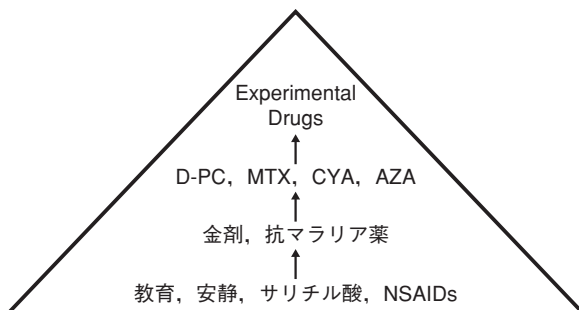 Experimental
Drugs
D-PC，MTX，CYA，AZA
金剤，抗マラリア薬
教育，安静，サリチル酸，NSAIDs